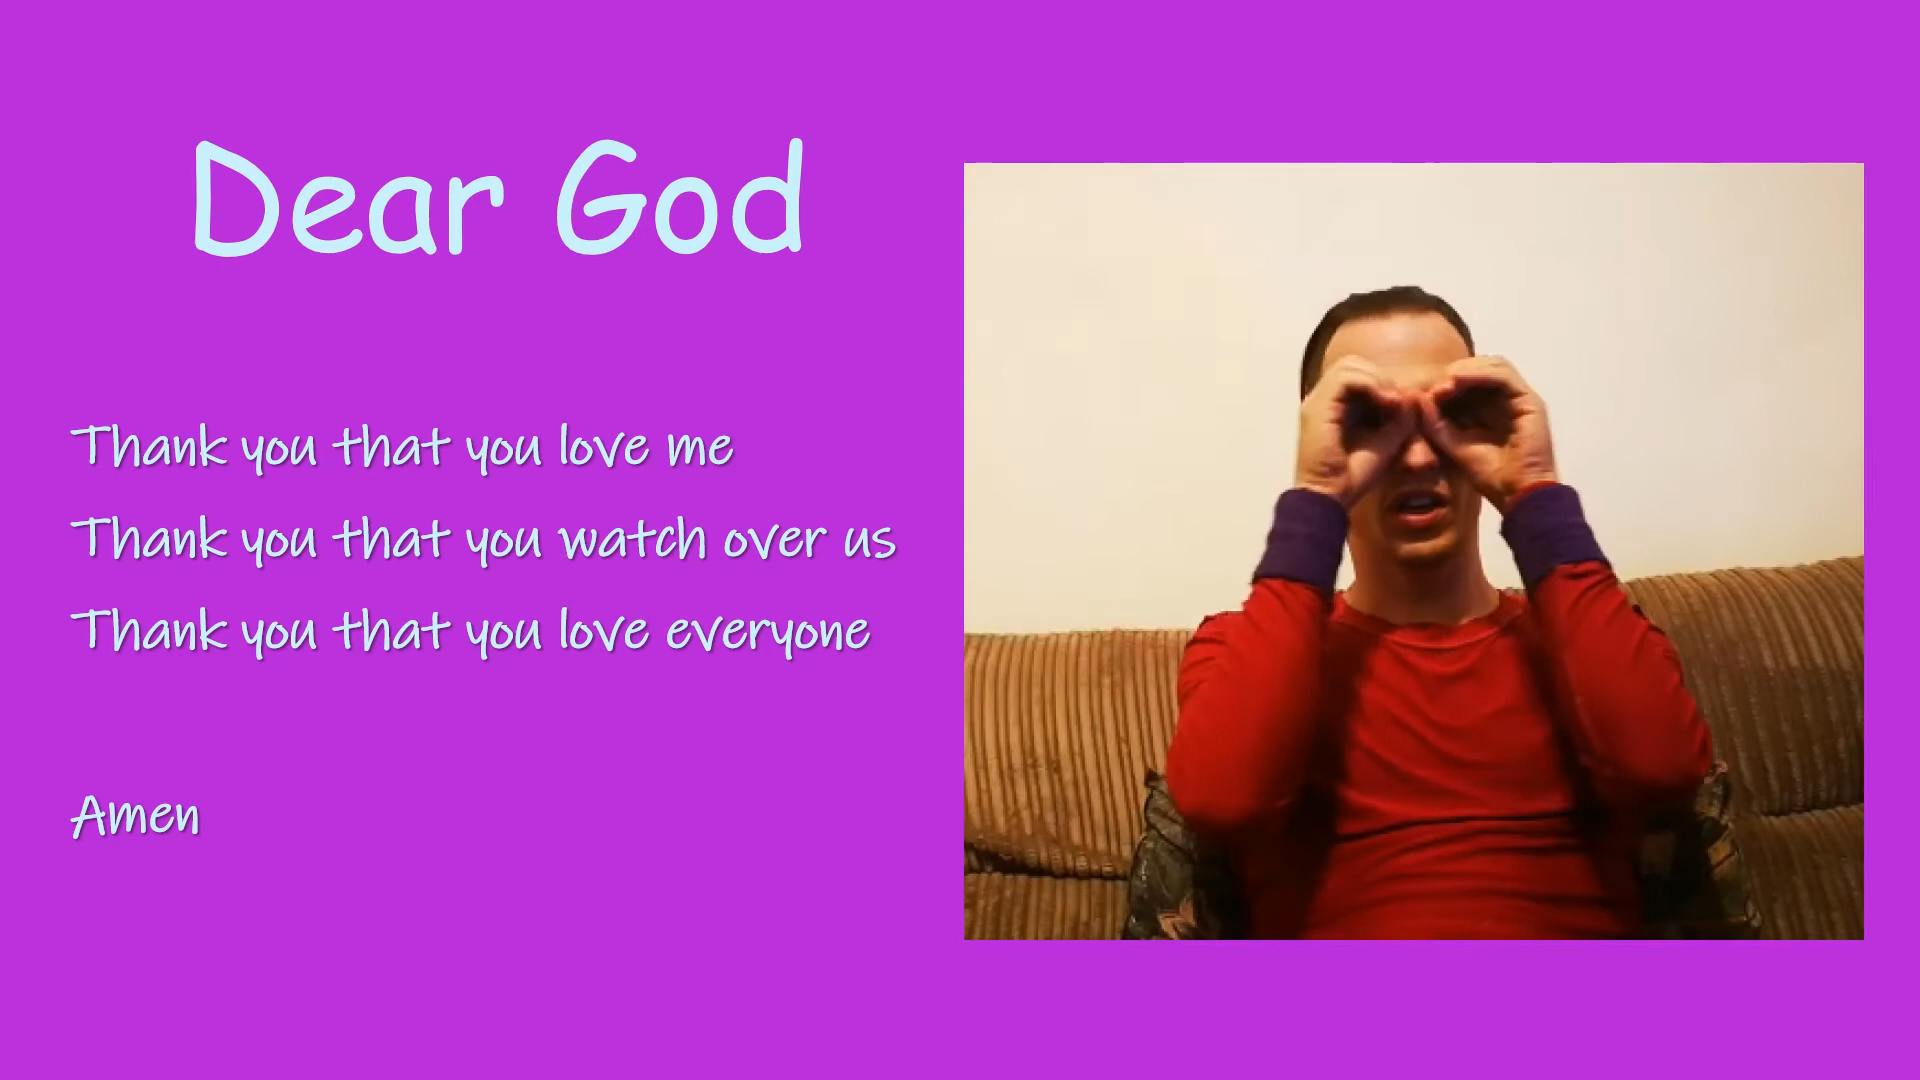 Dear God
Thank you that you love me
Thank you that you watch over us
Thank you that you love everyone
Amen